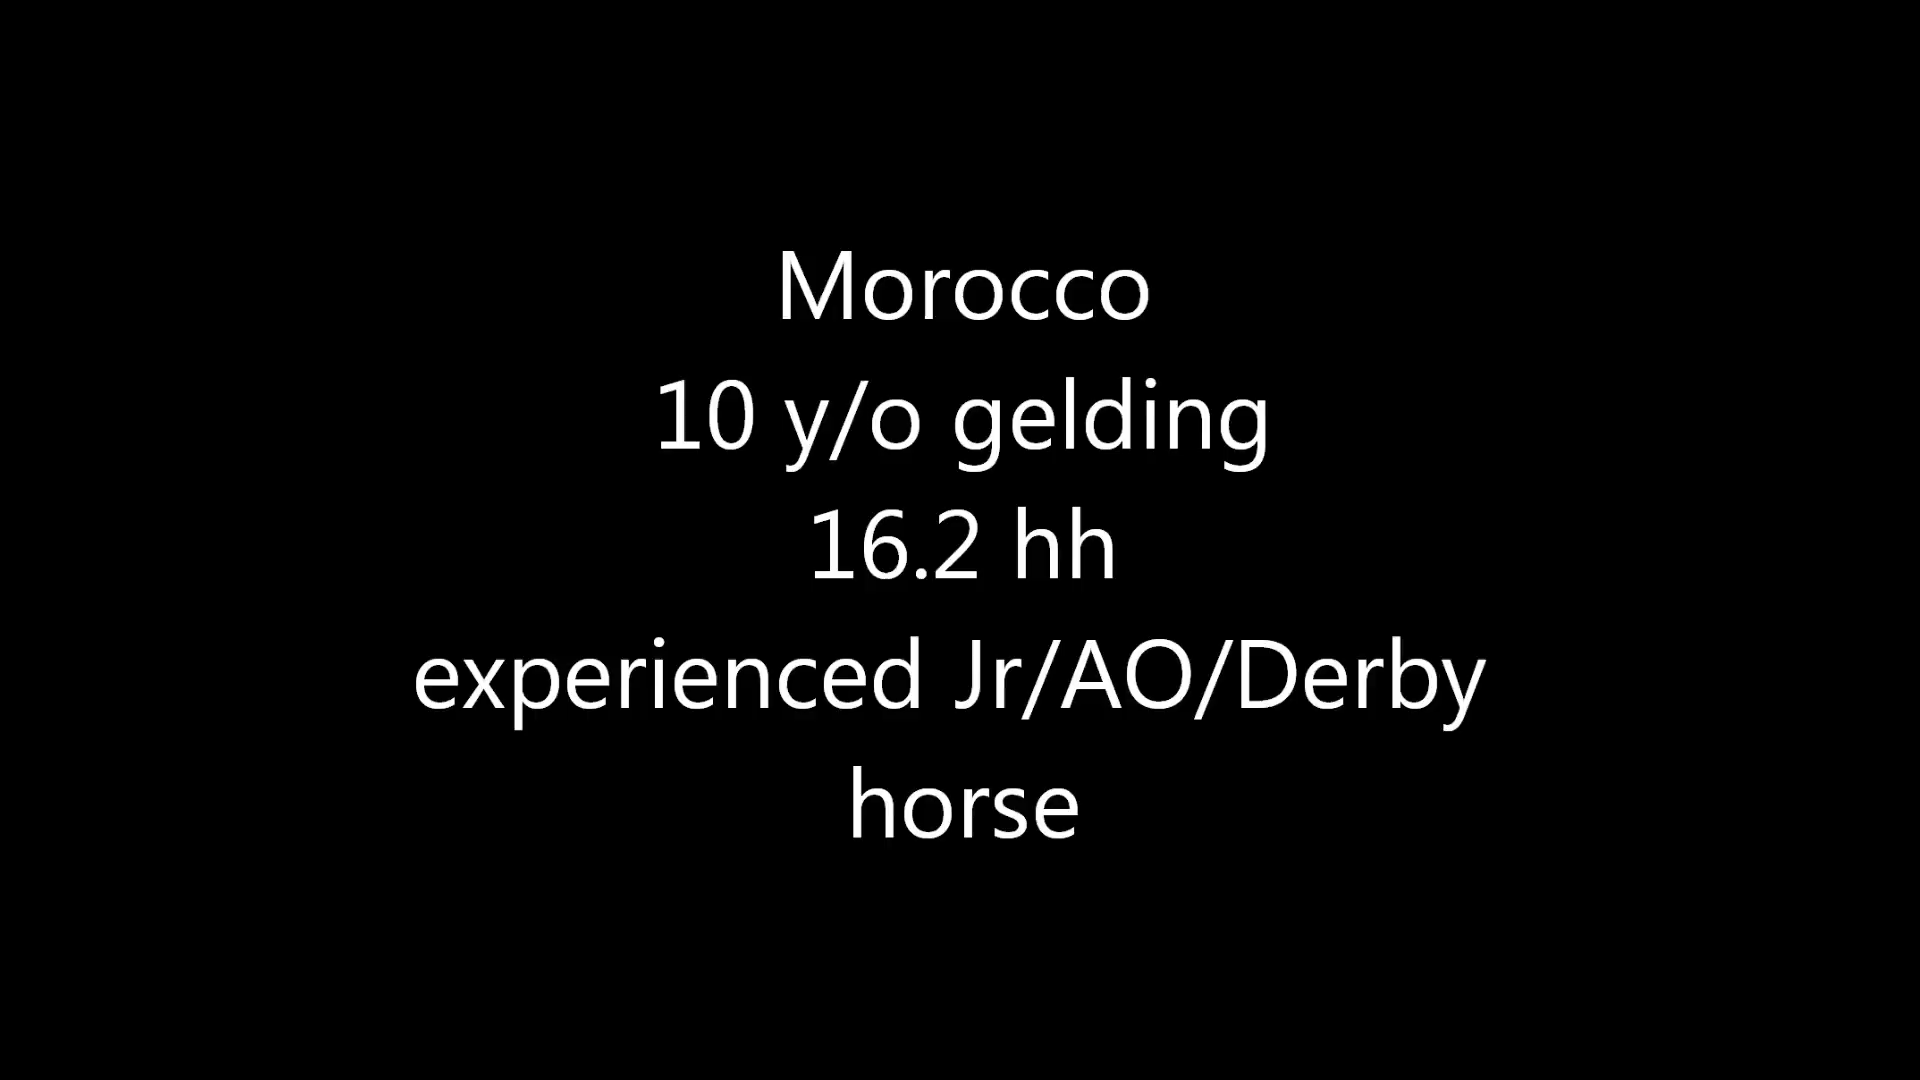 Morocco
10 y/o gelding
16.2 hh
experienced Jr/AO/Derby
horse